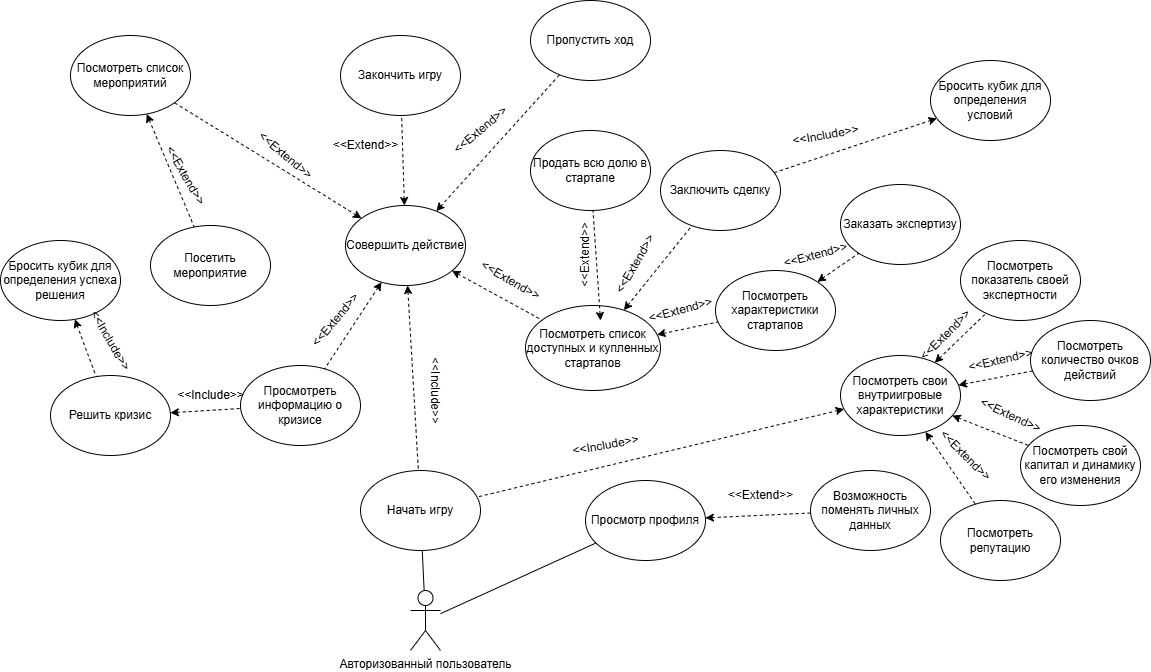 Пропустить ход
Посмотреть список
мероприятий
Закончить игру
Бросить кубик для
определения
условий
<<Extend>>
<<Extend>>
<<Extend>>
<<Include>>
<<Extend>>
Продать всю долю в
стартапе
Заключить сделку
Заказать экспертизу
Совершить действие
Посетить
мероприятие
<<Extend>>
<<Extend>>
<<Extend>>
<<Extend>>
Бросить кубик для
определения успеха
решения
Посмотреть
показатель своей
экспертности
Посмотреть
характеристики
стартапов
<<Extend>>
<<Extend>>
<<Include>>
<<Extend>>
Посмотреть список
доступных и купленных
стартапов
Посмотреть
количество очков
действий
<<Extend>>
<<Include>>
Решить кризис
<<Include>>
Просмотреть
информацию о
кризисе
Посмотреть свои
внутриигровые
характеристики
<<Extend>>
<<Include>>
<<Extend>>
Посмотреть свой
капитал и динамику
его изменения
Начать игру
Просмотр профиля
<<Extend>>
Возможность
поменять личных
данных
Посмотреть
репутацию
Авторизованный пользователь